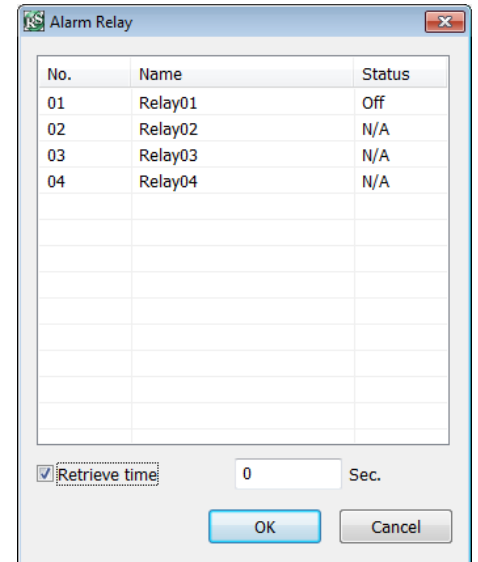 RS Alarm Relay
No. Name Status
01 Relay01 Off
02 Relay02 N/A
03 Relay03 N/A
04 Relay04 N/A
Retrieve time 0 Sec.
OK Cancel